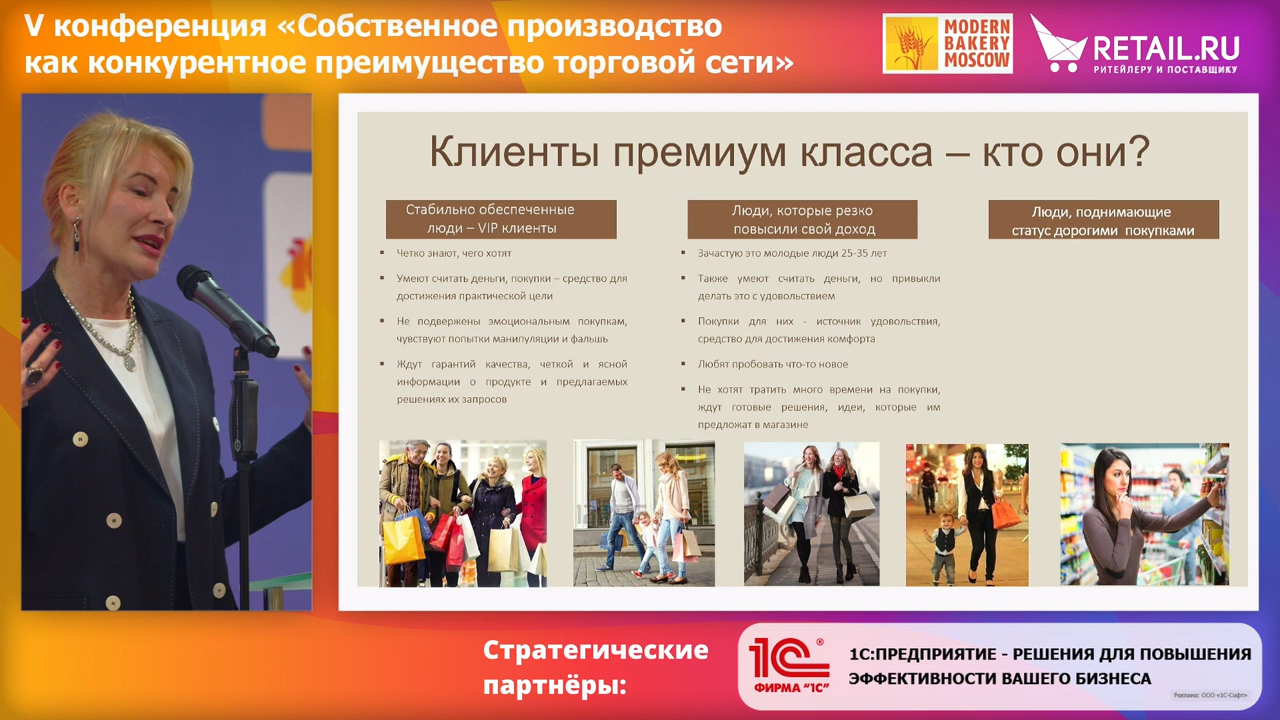 V конференция «Собственное производство
как конкурентное преимущество торговой сети»
MODERN
BAKERY
MOSCOW
RETAIL.RU
РИТЕЙЛЕРУ И ПОСТАВЩИКУ
Клиенты премиум класса – кто они?
Стабильно обеспеченные
люди – VIP клиенты
▪ Четко знают, чего хотят
▪ Умеют считать деньги, покупки – средство для
достижения практической цели
▪ Не подвержены эмоциональным покупкам,
чувствуют попытки манипуляции и фальшь
▪ Ждут гарантий качества, четкой и ясной
информации о продукте и предлагаемых
решениях их запросов
Люди, которые резко
повысили свой доход
▪ Зачастую это молодые люди 25-35 лет
▪ Также умеют считать деньги, но привыкли
делать это с удовольствием
▪ Покупки для них - источник удовольствия,
средство для достижения комфорта
▪ Любят пробовать что-то новое
▪ Не хотят тратить много времени на покупки,
ждут готовые решения, идеи, которые им
предложат в магазине
Люди, поднимающие
статус дорогими покупками
Стратегические
партнёры:
1С®
ФИРМА "1С"
1С:ПРЕДПРИЯТИЕ - РЕШЕНИЯ ДЛЯ ПОВЫШЕНИЯ
ЭФФЕКТИВНОСТИ ВАШЕГО БИЗНЕСА
Реклама: ООО «1С-Софт»